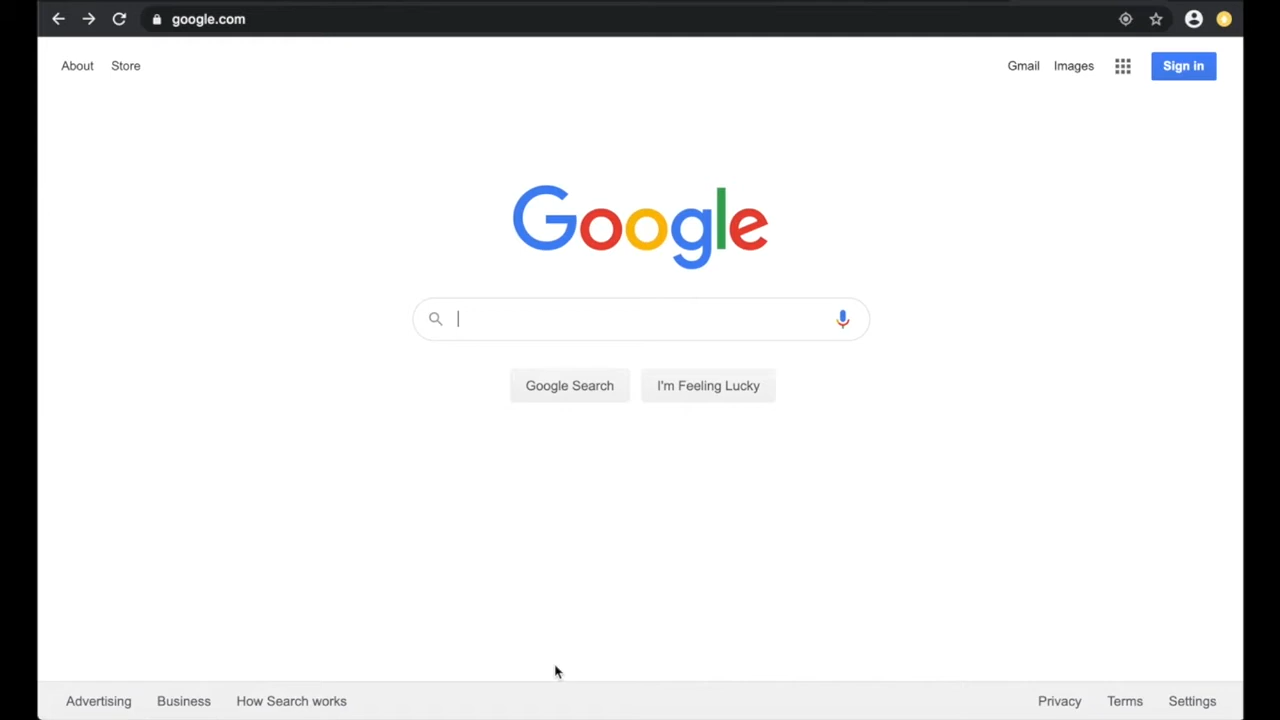 google.com
About Store Gmail Images Sign in
Google
Google Search I'm Feeling Lucky
Advertising Business How Search works Privacy Terms Settings